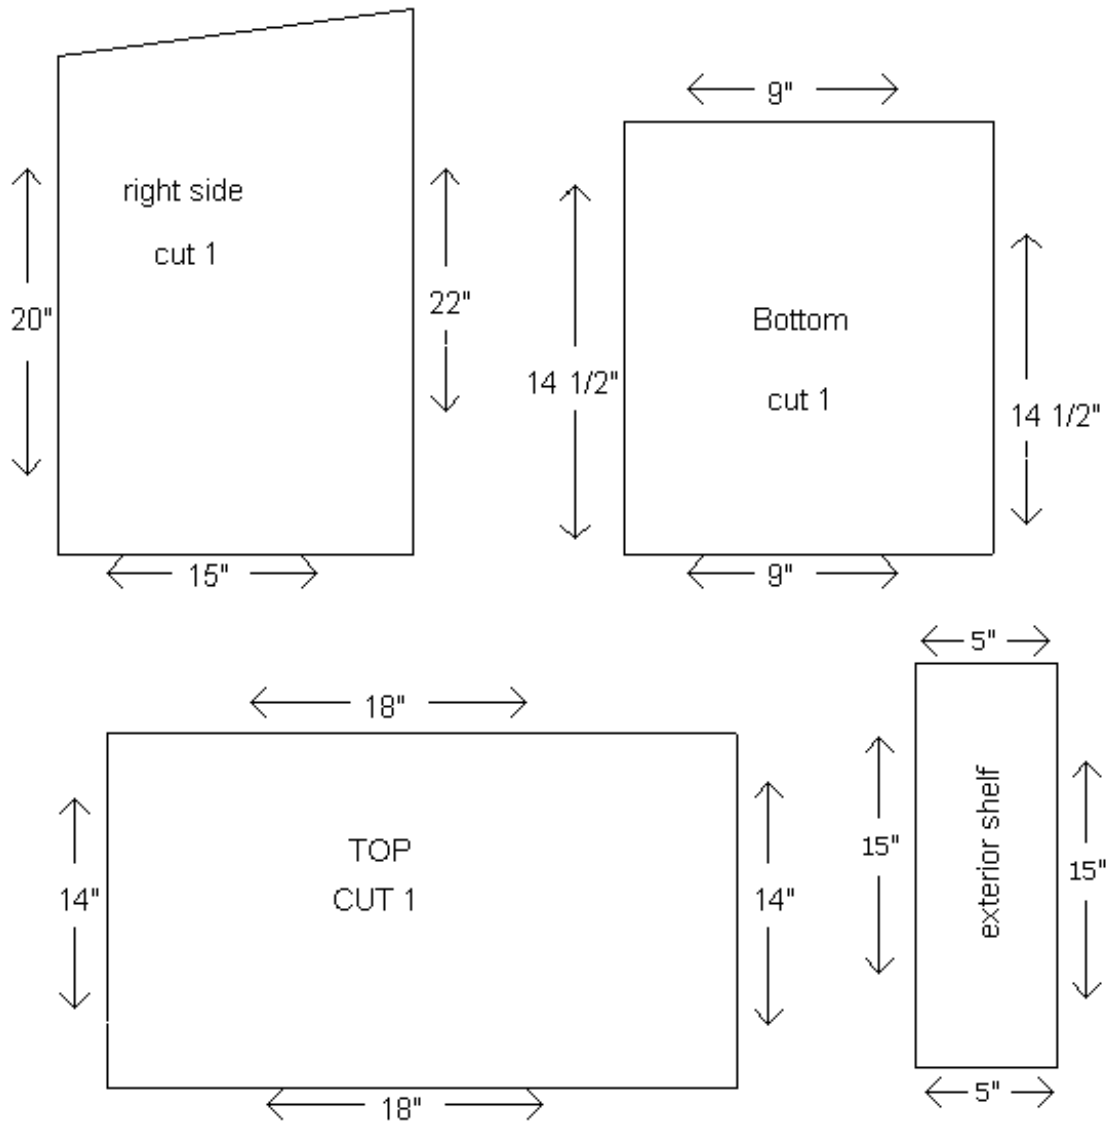 9"
right side
cut 1
20"
22"
Bottom
cut 1
14 1/2"
14 1/2"
15"
9"
5"
18"
TOP
CUT 1
14"
14"
15"
exterior shelf
15"
18"
5"